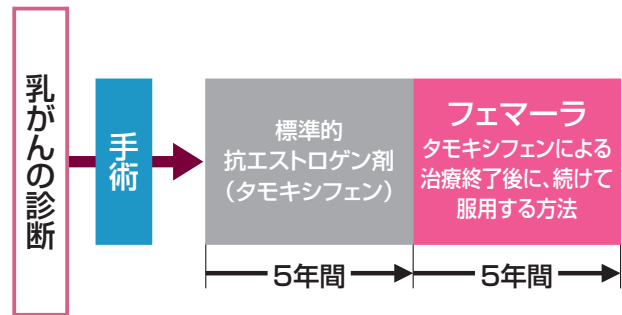 乳がんの診断
手術
標準的
抗エストロゲン剤
（タモキシフェン）
フェマーラ
タモキシフェンによる
治療終了後に、続けて
服用する方法
5年間
5年間